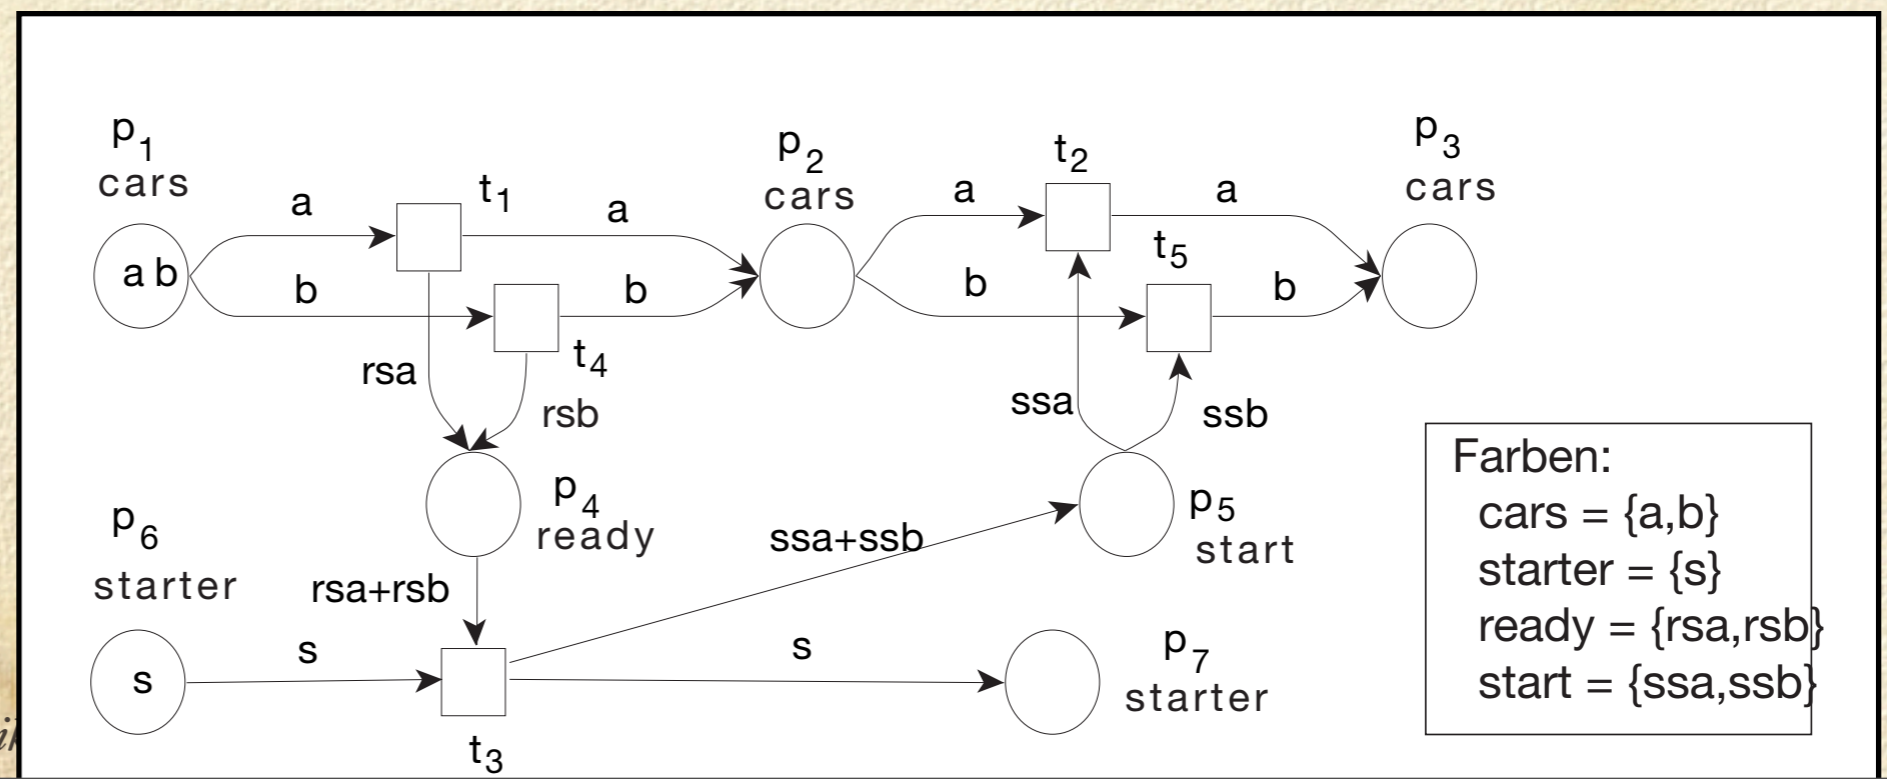 p1
cars
a b
a
b
t1
a
b
t4
rsa
rsb
p2
cars
a
b
t2
t5
a
b
p3
cars
ssa
ssb
p4
ready
p5
start
ssa+ssb
rsa+rsb
p6
starter
s
s
s
t3
p7
starter
Farben:
cars = {a,b}
starter = {s}
ready = {rsa,rsb}
start = {ssa,ssb}